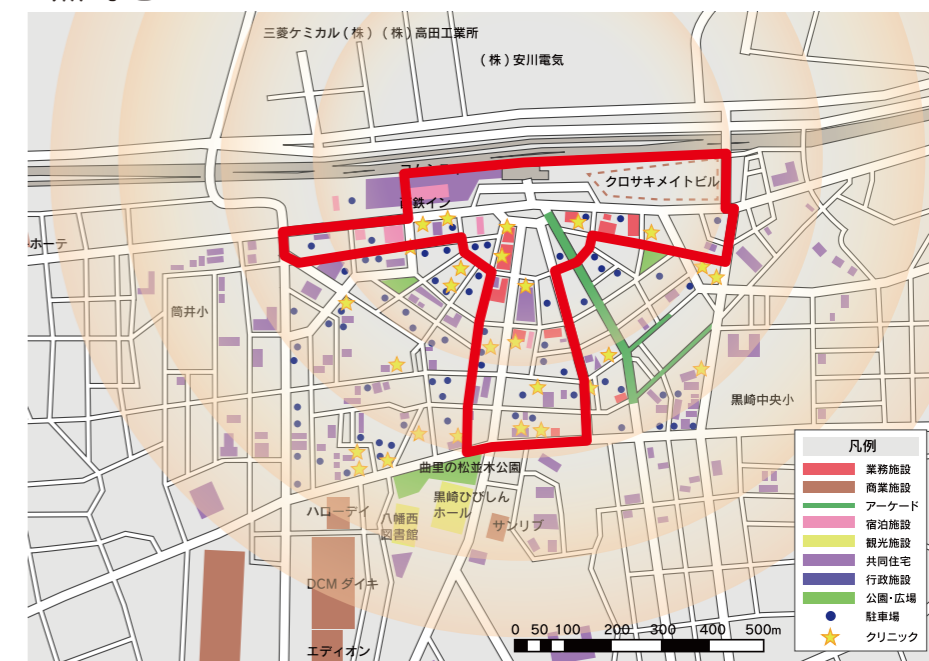 三菱ケミカル(株)(株)高田工業所
(株)安川電気
クロサキメイトビル
鉄イン
ホーテ
筒井小
黒崎中央小
曲里の松並木公園
黒崎ひびしん
ホール
ハローデイ
八幡西
図書館
サンリブ
DCM ダイキ
エディオン
0 50 100 200 300 400 500m
凡例
業務施設
商業施設
アーケード
宿泊施設
観光施設
共同住宅
行政施設
公園・広場
駐車場
クリニック